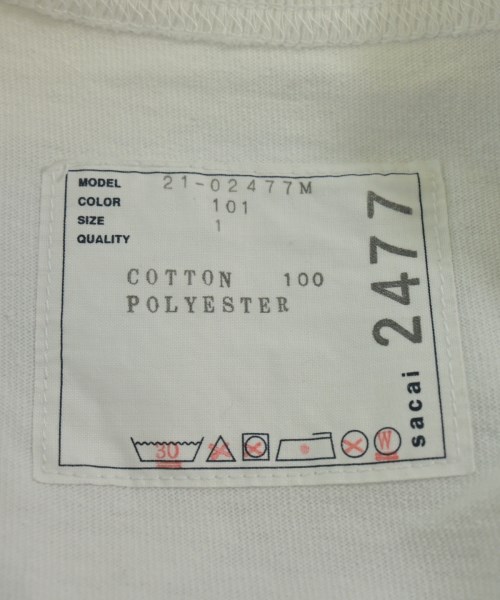 MODEL 21-02477M
COLOR 101
SIZE 1
QUALITY
COTTON 100
POLYESTER
30
W
sacai 2477